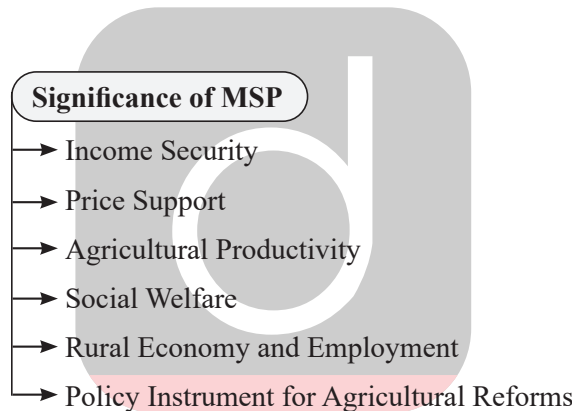 Significance of MSP
Income Security
Price Support
Agricultural Productivity
Social Welfare
Rural Economy and Employment
Policy Instrument for Agricultural Reforms